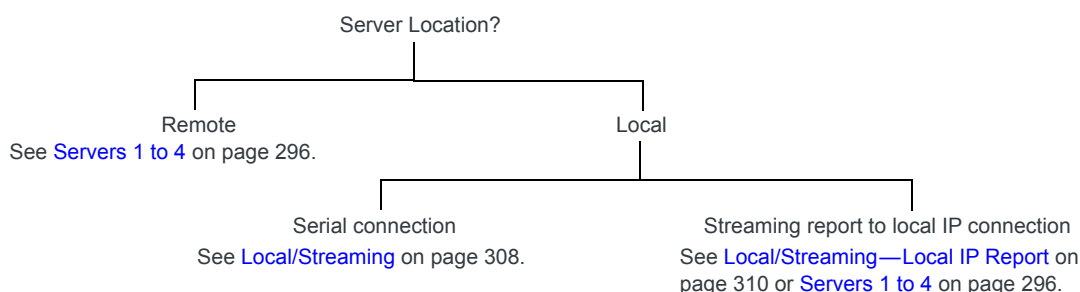 Server Location?
Remote
See Servers 1 to 4 on page 296.
Local
Serial connection
See Local/Streaming on page 308.
Streaming report to local IP connection
See Local/Streaming—Local IP Report on
page 310 or Servers 1 to 4 on page 296.